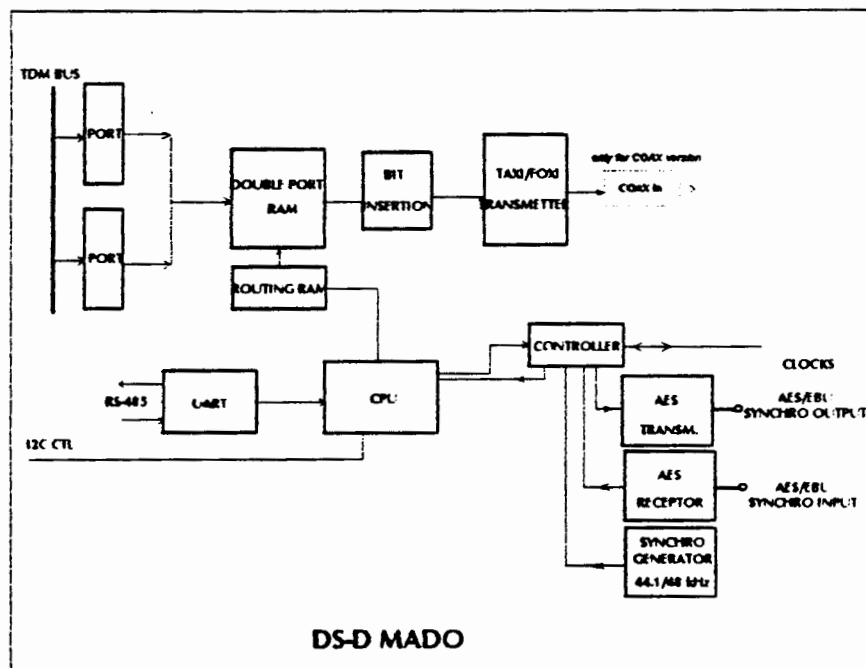 TDM BUS
PORT
PORT
DOUBLE PORT
RAM
BIT
INSERTION
TAXI/FOXI
TRANSMETTER
only for COAX version
COAX in
ROUTING RAM
CONTROLLER
CLOCKS
RS-485
UART
CPU
I2C CTL
AES
TRANSM.
AES/EBU
SYNCHRO OUTPUT
AES
RECEPTOR
AES/EBU
SYNCHRO INPUT
SYNCHRO
GENERATOR
44.1/48 kHz
DS-D MADO